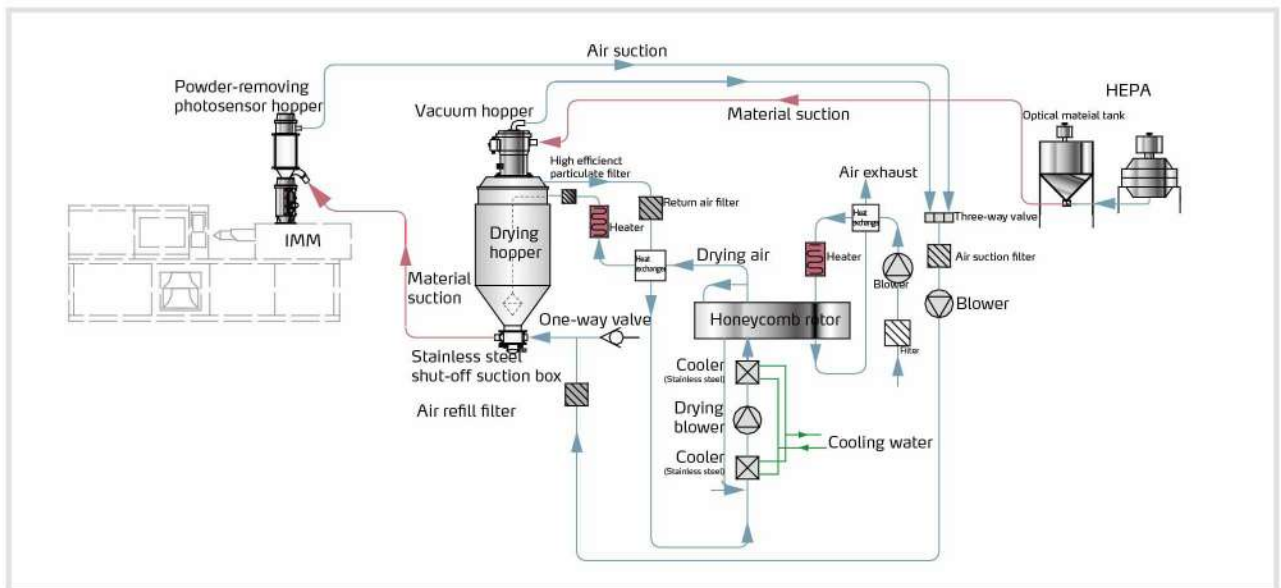 Air suction
Powder-removing
photosensor hopper
Vacuum hopper
Material suction
HEPA
Optical mateial tank
High efficienct
particulate filter
Air exhaust
Return air filter
Heat exchanger
Three-way valve
Drying
hopper
Heater
IMM
Heat exchanger
Drying air
Heater
Blower
Air suction filter
Material
suction
Blower
One-way valve
Honeycomb rotor
Filter
Stainless steel
shut-off suction box
Cooler
(Stainless steel)
Air refill filter
Drying
blower
Cooling water
Cooler
(Stainless steel)